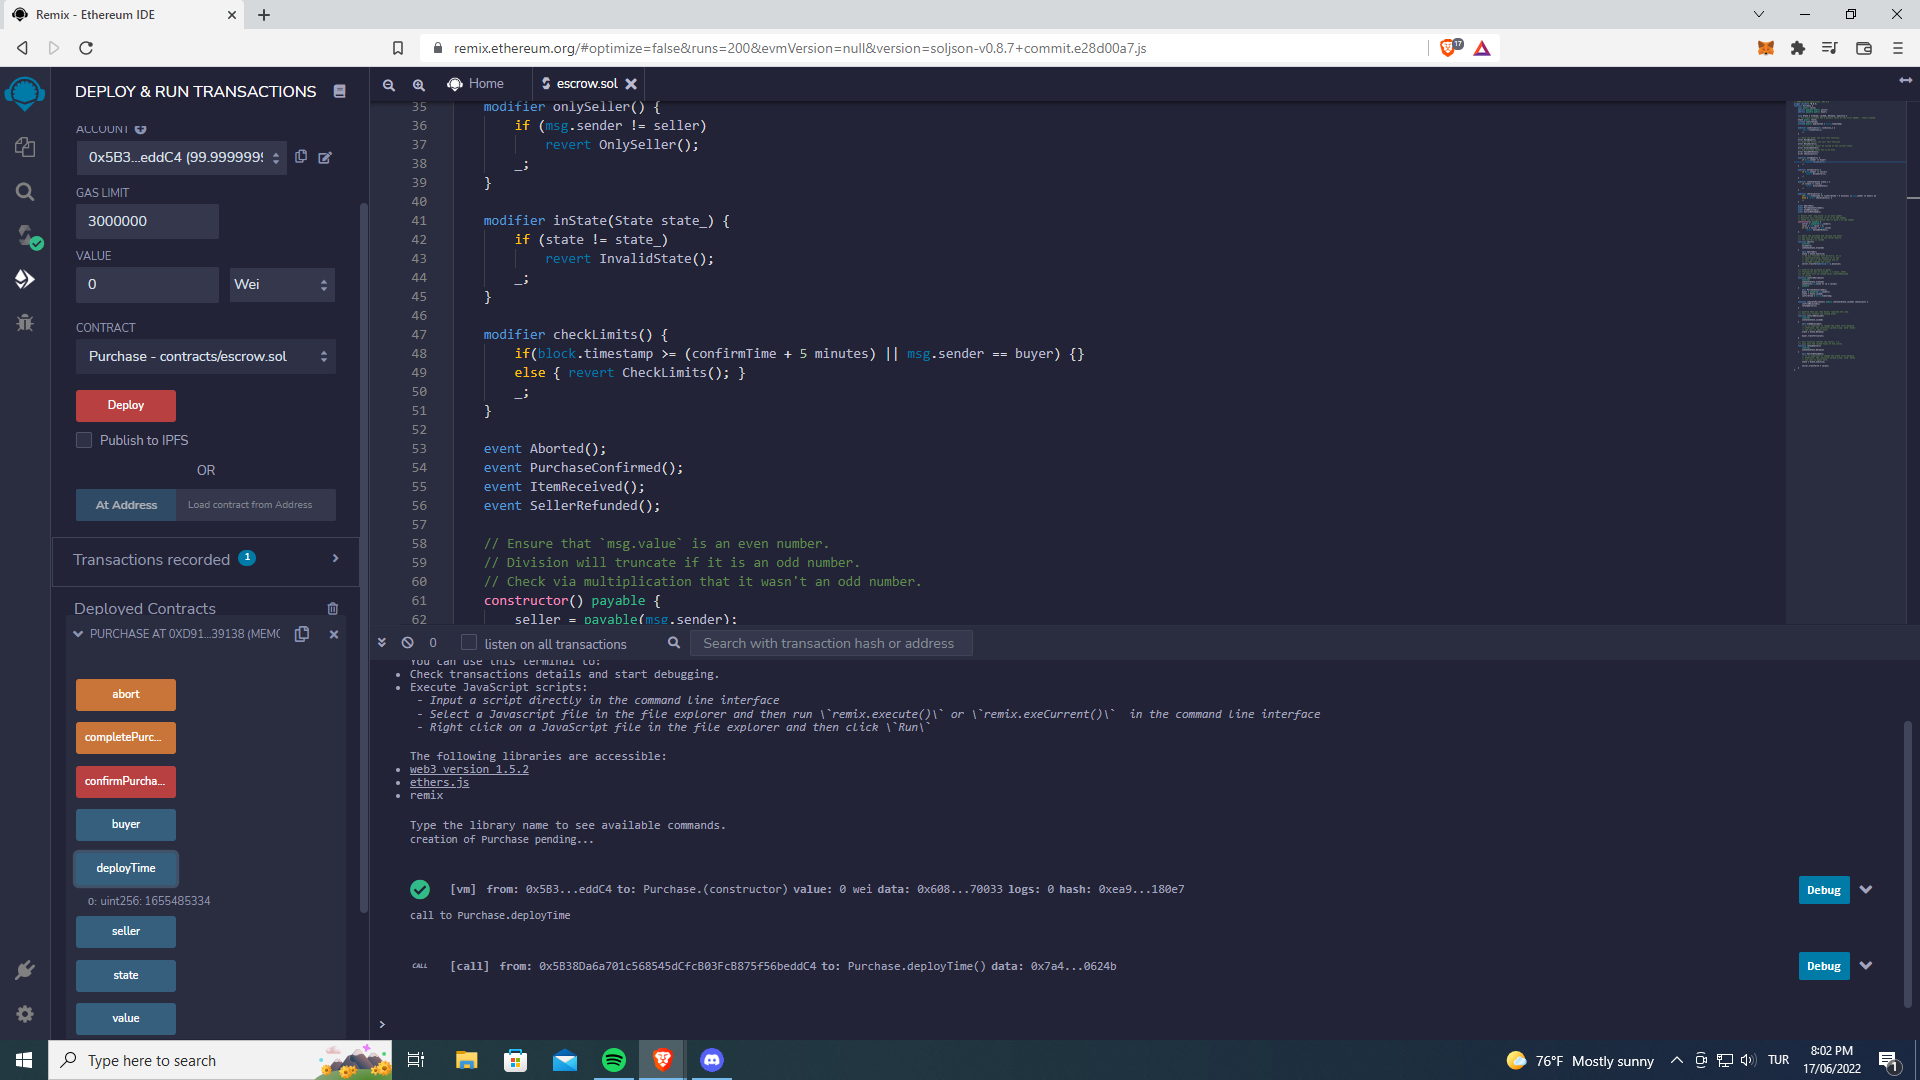 Remix - Ethereum IDE
remix.ethereum.org/#optimize=false&runs=200&evmVersion=null&version=soljson-v0.8.7+commit.e28d00a7.js
17
DEPLOY & RUN TRANSACTIONS
ACCOUNT
0x5B3...eddC4 (99.9999999
GAS LIMIT
3000000
VALUE
0
Wei
CONTRACT
Purchase - contracts/escrow.sol
Deploy
Publish to IPFS
OR
At Address
Load contract from Address
Transactions recorded 1
Deployed Contracts
PURCHASE AT 0XD91...39138 (MEMO
abort
completePurc...
confirmPurcha...
buyer
deployTime
0: uint256: 1655485334
seller
state
value
Home
escrow.sol
35 modifier onlySeller() {
36 if (msg.sender != seller)
37 revert OnlySeller();
38 _;
39 }
40
41 modifier inState(State state_) {
42 if (state != state_)
43 revert InvalidState();
44 _;
45 }
46
47 modifier checkLimits() {
48 if(block.timestamp >= (confirmTime + 5 minutes) || msg.sender == buyer) {}
49 else { revert CheckLimits(); }
50 _;
51 }
52
53 event Aborted();
54 event PurchaseConfirmed();
55 event ItemReceived();
56 event SellerRefunded();
57
58 // Ensure that `msg.value` is an even number.
59 // Division will truncate if it is an odd number.
60 // Check via multiplication that it wasn't an odd number.
61 constructor() payable {
62 seller = payable(msg.sender);
0
listen on all transactions
Search with transaction hash or address
You can use this terminal to:
• Check transactions details and start debugging.
• Execute JavaScript scripts:
- Input a script directly in the command line interface
- Select a Javascript file in the file explorer and then run \`remix.execute()\` or \`remix.exeCurrent()\` in the command line interface
- Right click on a JavaScript file in the file explorer and then click \`Run\`
The following libraries are accessible:
• web3 version 1.5.2
• ethers.js
• remix
Type the library name to see available commands.
creation of Purchase pending...
[vm] from: 0x5B3...eddC4 to: Purchase.(constructor) value: 0 wei data: 0x608...70033 logs: 0 hash: 0xea9...180e7
Debug
call to Purchase.deployTime
CALL [call] from: 0x5B38Da6a701c568545dCfcB03FcB875f56beddC4 to: Purchase.deployTime() data: 0x7a4...0624b
Debug
>
Type here to search
76°F Mostly sunny
TUR
8:02 PM
17/06/2022
1